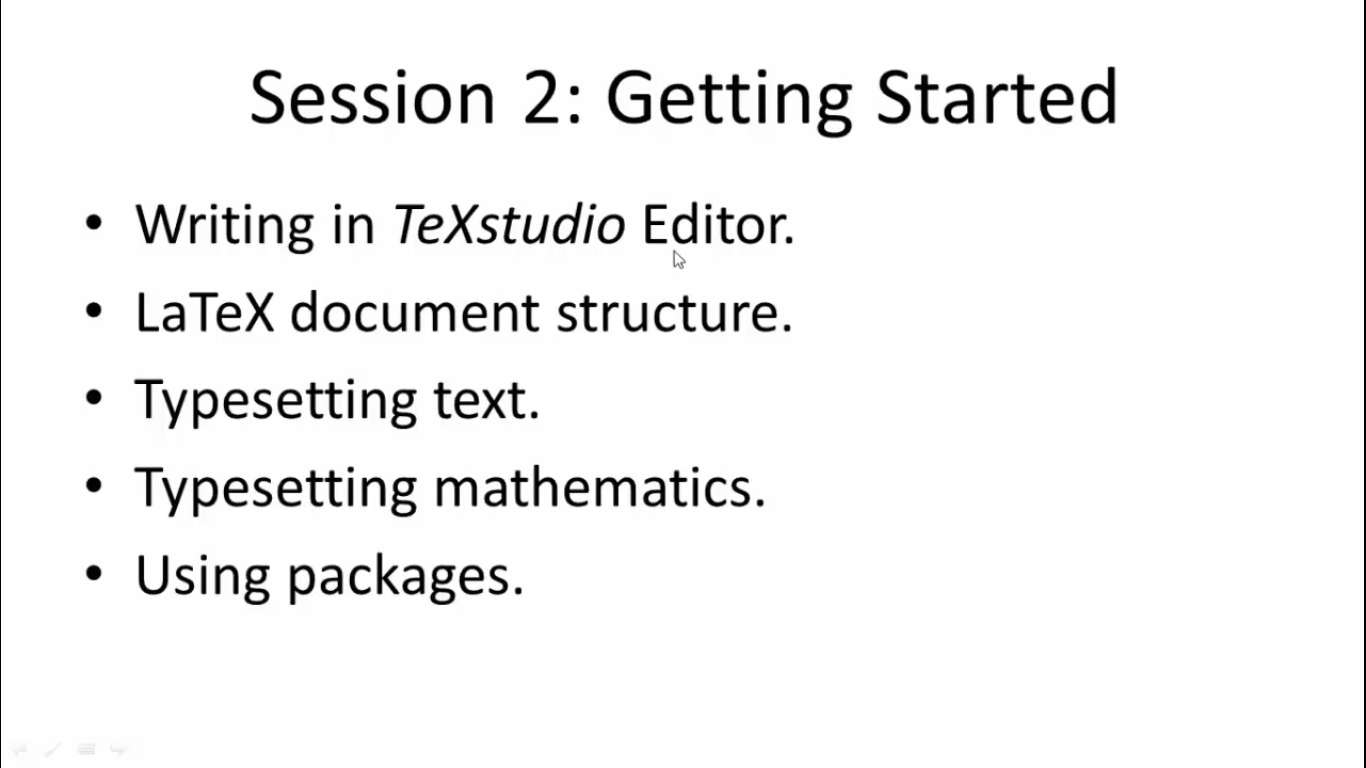 Session 2: Getting Started
• Writing in TeXstudio Editor.
• LaTeX document structure.
• Typesetting text.
• Typesetting mathematics.
• Using packages.